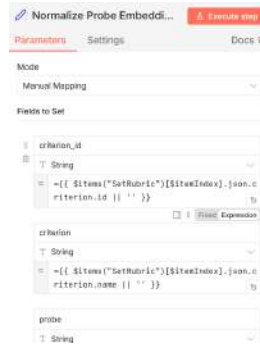 Normalize Probe Embeddi...
Execute step
Parameters
Settings
Docs
Mode
Manual Mapping
Fields to Set
criterion_id
T String
= ={{ $items("SetRubric")[$itemIndex].json.c
riterion.id || '' }}
Fixed Expression
criterion
T String
= ={{ $items("SetRubric")[$itemIndex].json.c
riterion.name || '' }}
probe
T String